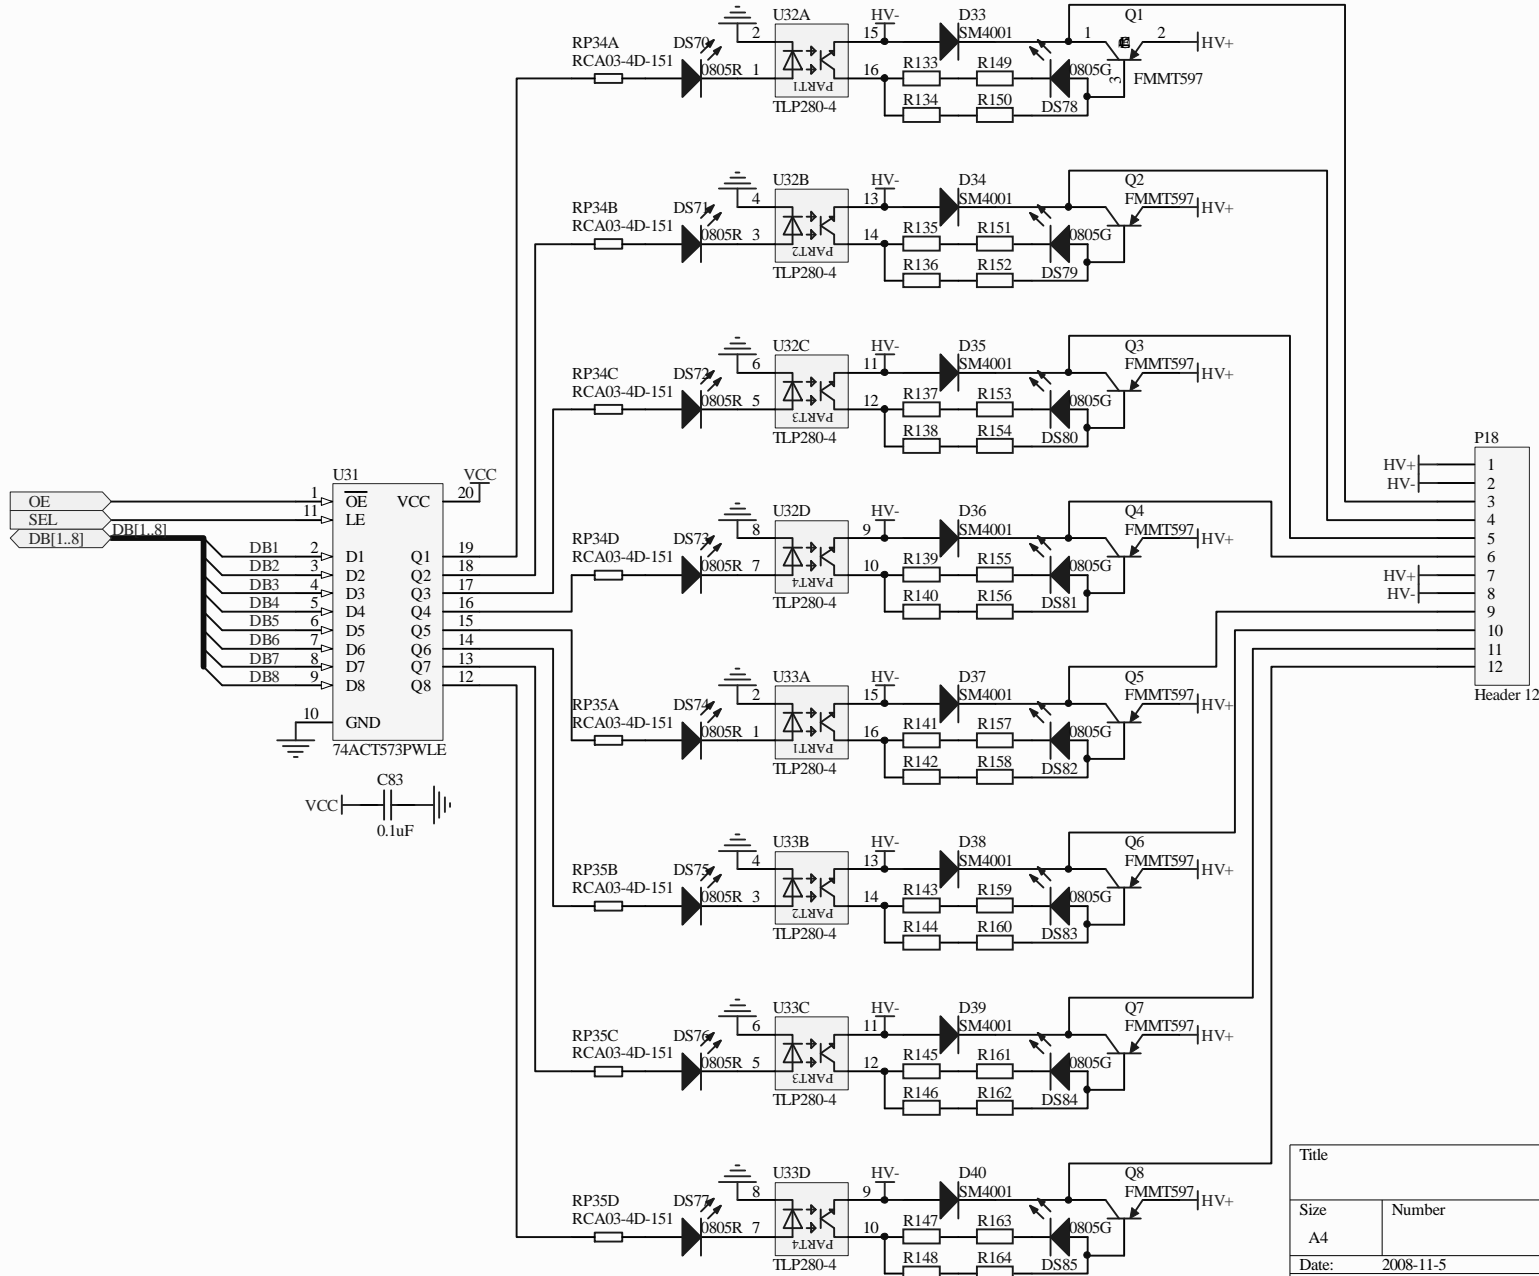 U32A
HV-
D33
Q1
RP34A
DS70
2
15
SM4001
1
2
HV+
RCA03-4D-151
0805R
1
16
R133
R149
0805G
3
FMMT597
PART1
R134
R150
DS78
TLP280-4
U32B
HV-
D34
Q2
RP34B
DS71
4
13
SM4001
FMMT597
HV+
RCA03-4D-151
0805R
3
14
R135
R151
0805G
PART2
R136
R152
DS79
TLP280-4
U32C
HV-
D35
Q3
RP34C
DS72
6
11
SM4001
FMMT597
HV+
RCA03-4D-151
0805R
5
12
R137
R153
0805G
PART3
R138
R154
DS80
TLP280-4
U32D
HV-
D36
Q4
RP34D
DS73
8
9
SM4001
FMMT597
HV+
RCA03-4D-151
0805R
7
10
R139
R155
0805G
PART4
R140
R156
DS81
TLP280-4
U33A
HV-
D37
Q5
RP35A
DS74
2
15
SM4001
FMMT597
HV+
RCA03-4D-151
0805R
1
16
R141
R157
0805G
PART1
R142
R158
DS82
TLP280-4
U33B
HV-
D38
Q6
RP35B
DS75
4
13
SM4001
FMMT597
HV+
RCA03-4D-151
0805R
3
14
R143
R159
0805G
PART2
R144
R160
DS83
TLP280-4
U33C
HV-
D39
Q7
RP35C
DS76
6
11
SM4001
FMMT597
HV+
RCA03-4D-151
0805R
5
12
R145
R161
0805G
PART3
R146
R162
DS84
TLP280-4
U33D
HV-
D40
Q8
RP35D
DS77
8
9
SM4001
FMMT597
HV+
RCA03-4D-151
0805R
7
10
R147
R163
0805G
PART4
R148
R164
DS85
TLP280-4
U31
VCC
OE
1
OE
VCC
20
SEL
11
LE
DB[1..8]
DB[1..8]
DB1
2
D1
Q1
19
DB2
3
D2
Q2
18
DB3
4
D3
Q3
17
DB4
5
D4
Q4
16
DB5
6
D5
Q5
15
DB6
7
D6
Q6
14
DB7
8
D7
Q7
13
DB8
9
D8
Q8
12
10
GND
74ACT573PWLE
C83
VCC
0.1uF
P18
HV+
1
HV-
2
3
4
5
6
HV+
7
HV-
8
9
10
11
12
Header 12
Title
Size
Number
A4
Date:
2008-11-5